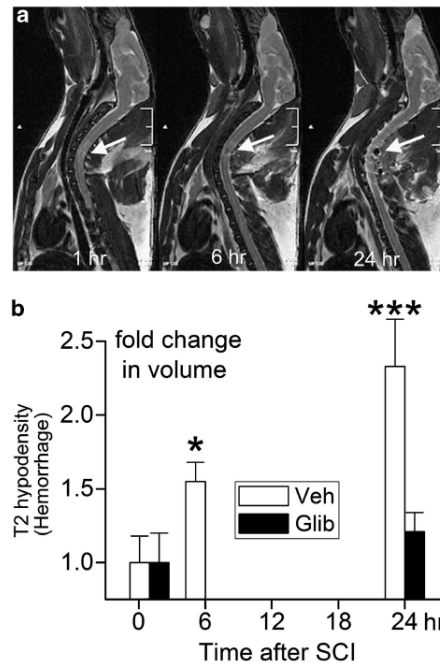 a
1 hr
6 hr
24 hr
b
fold change
in volume
***
*
2.5
2.0
1.5
1.0
T2 hypodensity
(Hemorrhage)
Veh
Glib
0
6
12
18
24 hr
Time after SCI